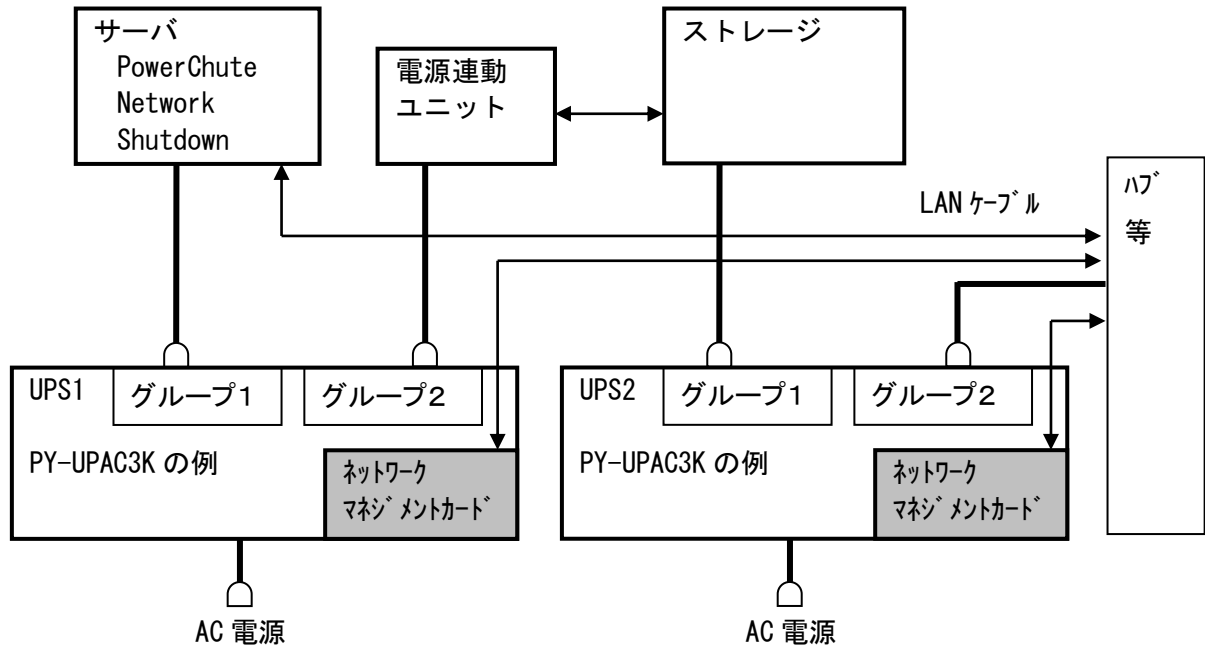 サーバ
PowerChute
Network
Shutdown
電源連動
ユニット
ストレージ
ﾊﾌﾞ
等
LAN ｹｰﾌﾞﾙ
UPS1
グループ1
グループ2
PY-UPAC3K の例
ﾈｯﾄﾜｰｸ
ﾏﾈｼﾞﾒﾝﾄｶｰﾄﾞ
UPS2
グループ1
グループ2
PY-UPAC3K の例
ﾈｯﾄﾜｰｸ
ﾏﾈｼﾞﾒﾝﾄｶｰﾄﾞ
AC 電源
AC 電源